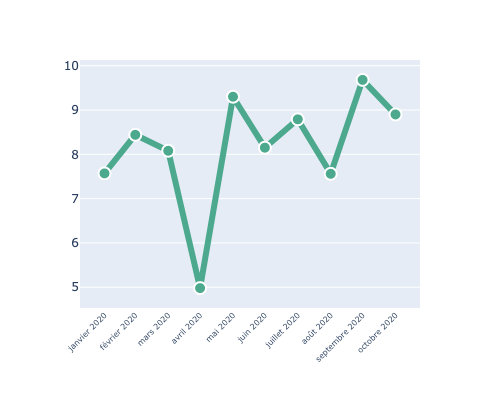 10
9
8
7
6
5
janvier 2020
février 2020
mars 2020
avril 2020
mai 2020
juin 2020
juillet 2020
août 2020
septembre 2020
octobre 2020